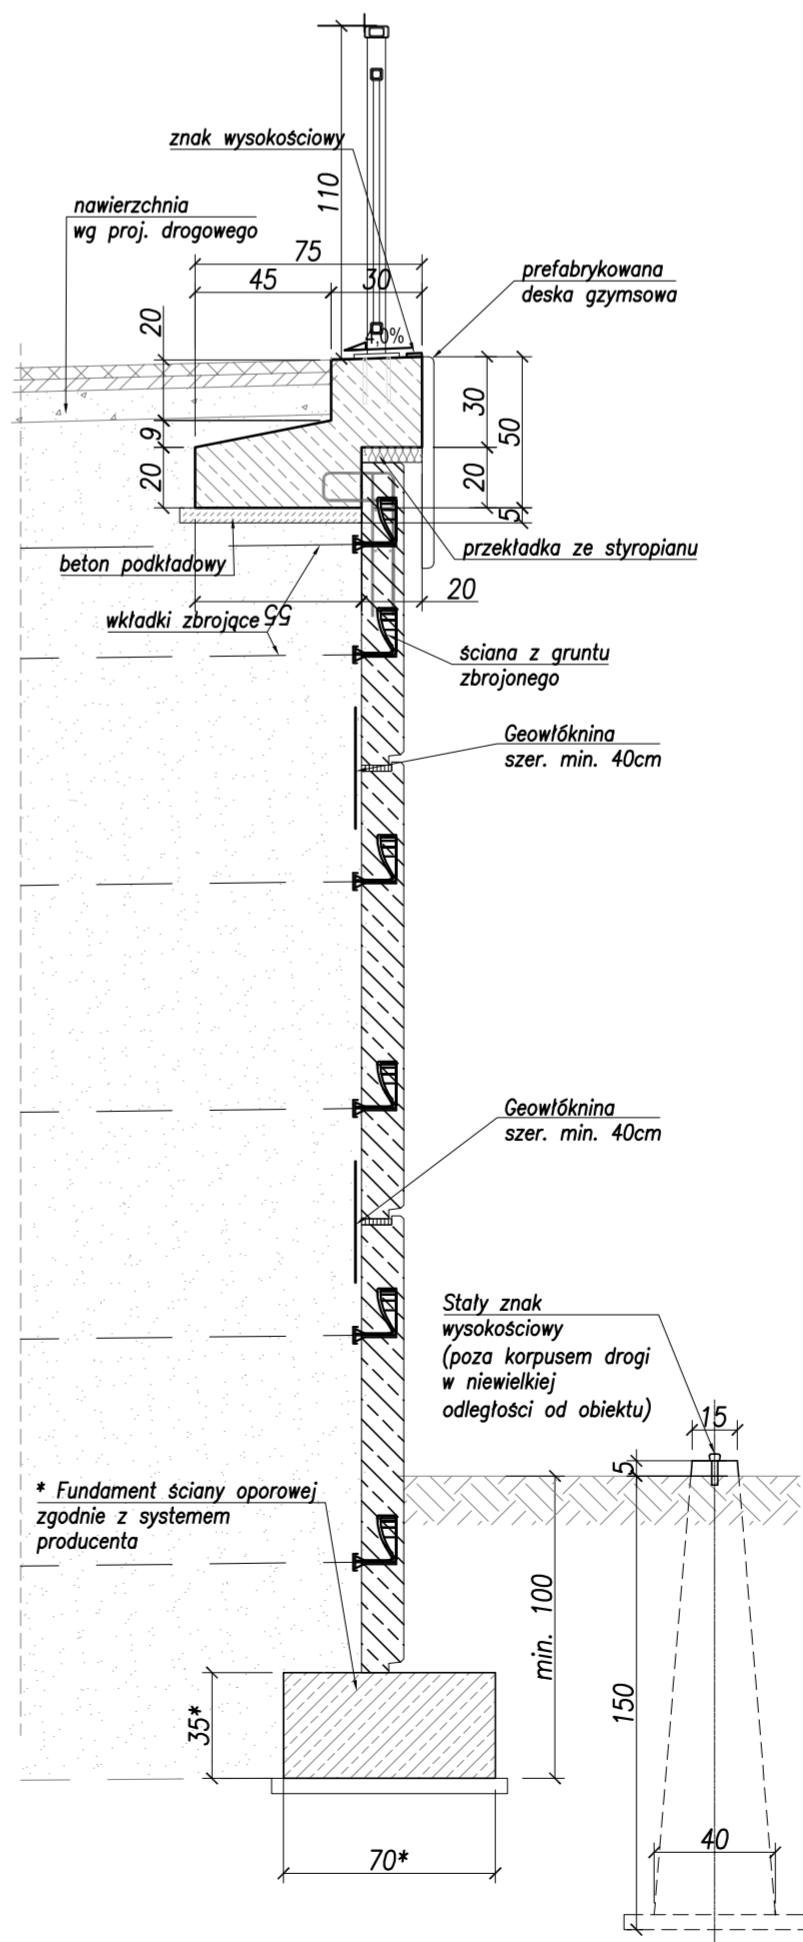 znak wysokościowy
110
nawierzchnia
wg proj. drogowego
75
45
30
prefabrykowana
deska gzymsowa
4,0%
20
9
20
30
50
20
5
przekładka ze styropianu
beton podkładowy
20
wkładki zbrojące
55
ściana z gruntu
zbrojonego
Geowłóknina
szer. min. 40cm
Geowłóknina
szer. min. 40cm
Stały znak
wysokościowy
(poza korpusem drogi
w niewielkiej
odległości od obiektu)
15
5
* Fundament ściany oporowej
zgodnie z systemem
producenta
min. 100
35*
150
70*
40